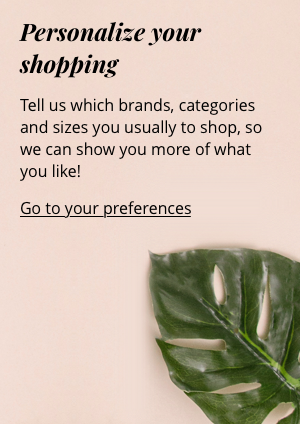 Personalize your
shopping
Tell us which brands, categories
and sizes you usually to shop, so
we can show you more of what
you like!
Go to your preferences